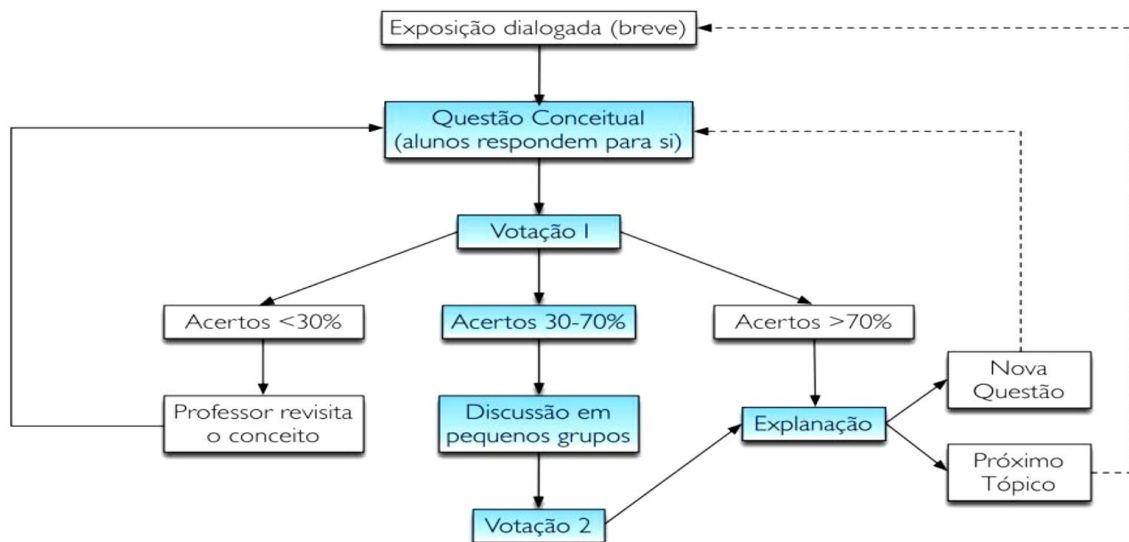 Exposição dialogada (breve)
Questão Conceitual
(alunos respondem para si)
Votação I
Acertos <30%
Acertos 30-70%
Acertos >70%
Professor revisita
o conceito
Discussão em
pequenos grupos
Explanação
Nova
Questão
Próximo
Tópico
Votação 2